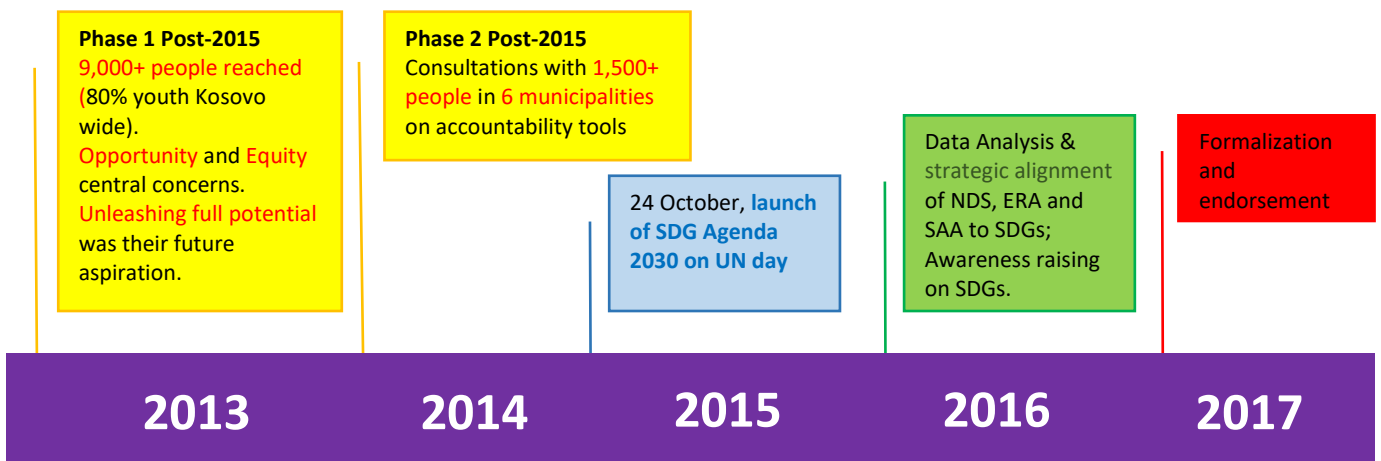 Phase 1 Post-2015
9,000+ people reached
(80% youth Kosovo
wide).
Opportunity and Equity
central concerns.
Unleashing full potential
was their future
aspiration.
Phase 2 Post-2015
Consultations with 1,500+
people in 6 municipalities
on accountability tools
24 October, launch
of SDG Agenda
2030 on UN day
Data Analysis &
strategic alignment
of NDS, ERA and
SAA to SDGs;
Awareness raising
on SDGs.
Formalization
and
endorsement
2013
2014
2015
2016
2017